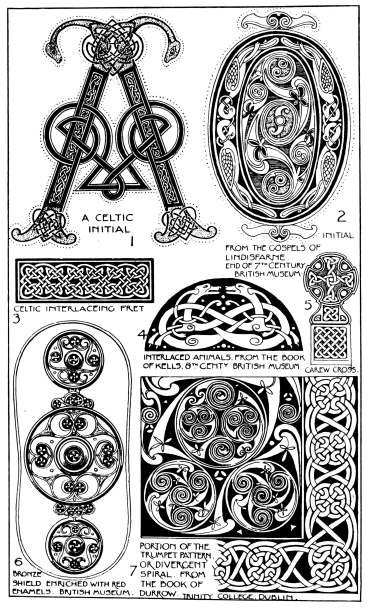 A CELTIC
INITIAL
1
2
INITIAL
FROM THE GOSPELS OF
LINDISFARNE
END OF 7TH CENTURY
BRITISH MUSEUM
CELTIC INTERLACEING FRET
3
4
INTERLACED ANIMALS. FROM THE BOOK
OF KELLS, 8TH CENTY BRITISH MUSEUM
5
CAREW CROSS.
6
BRONZE
SHIELD ENRICHED WITH RED
ENAMELS. BRITISH MUSEUM.
7
PORTION OF THE
TRUMPET PATTERN.
OR DIVERGENT
SPIRAL. FROM
THE BOOK OF
DURROW. TRINITY COLLEGE, DUBLIN.